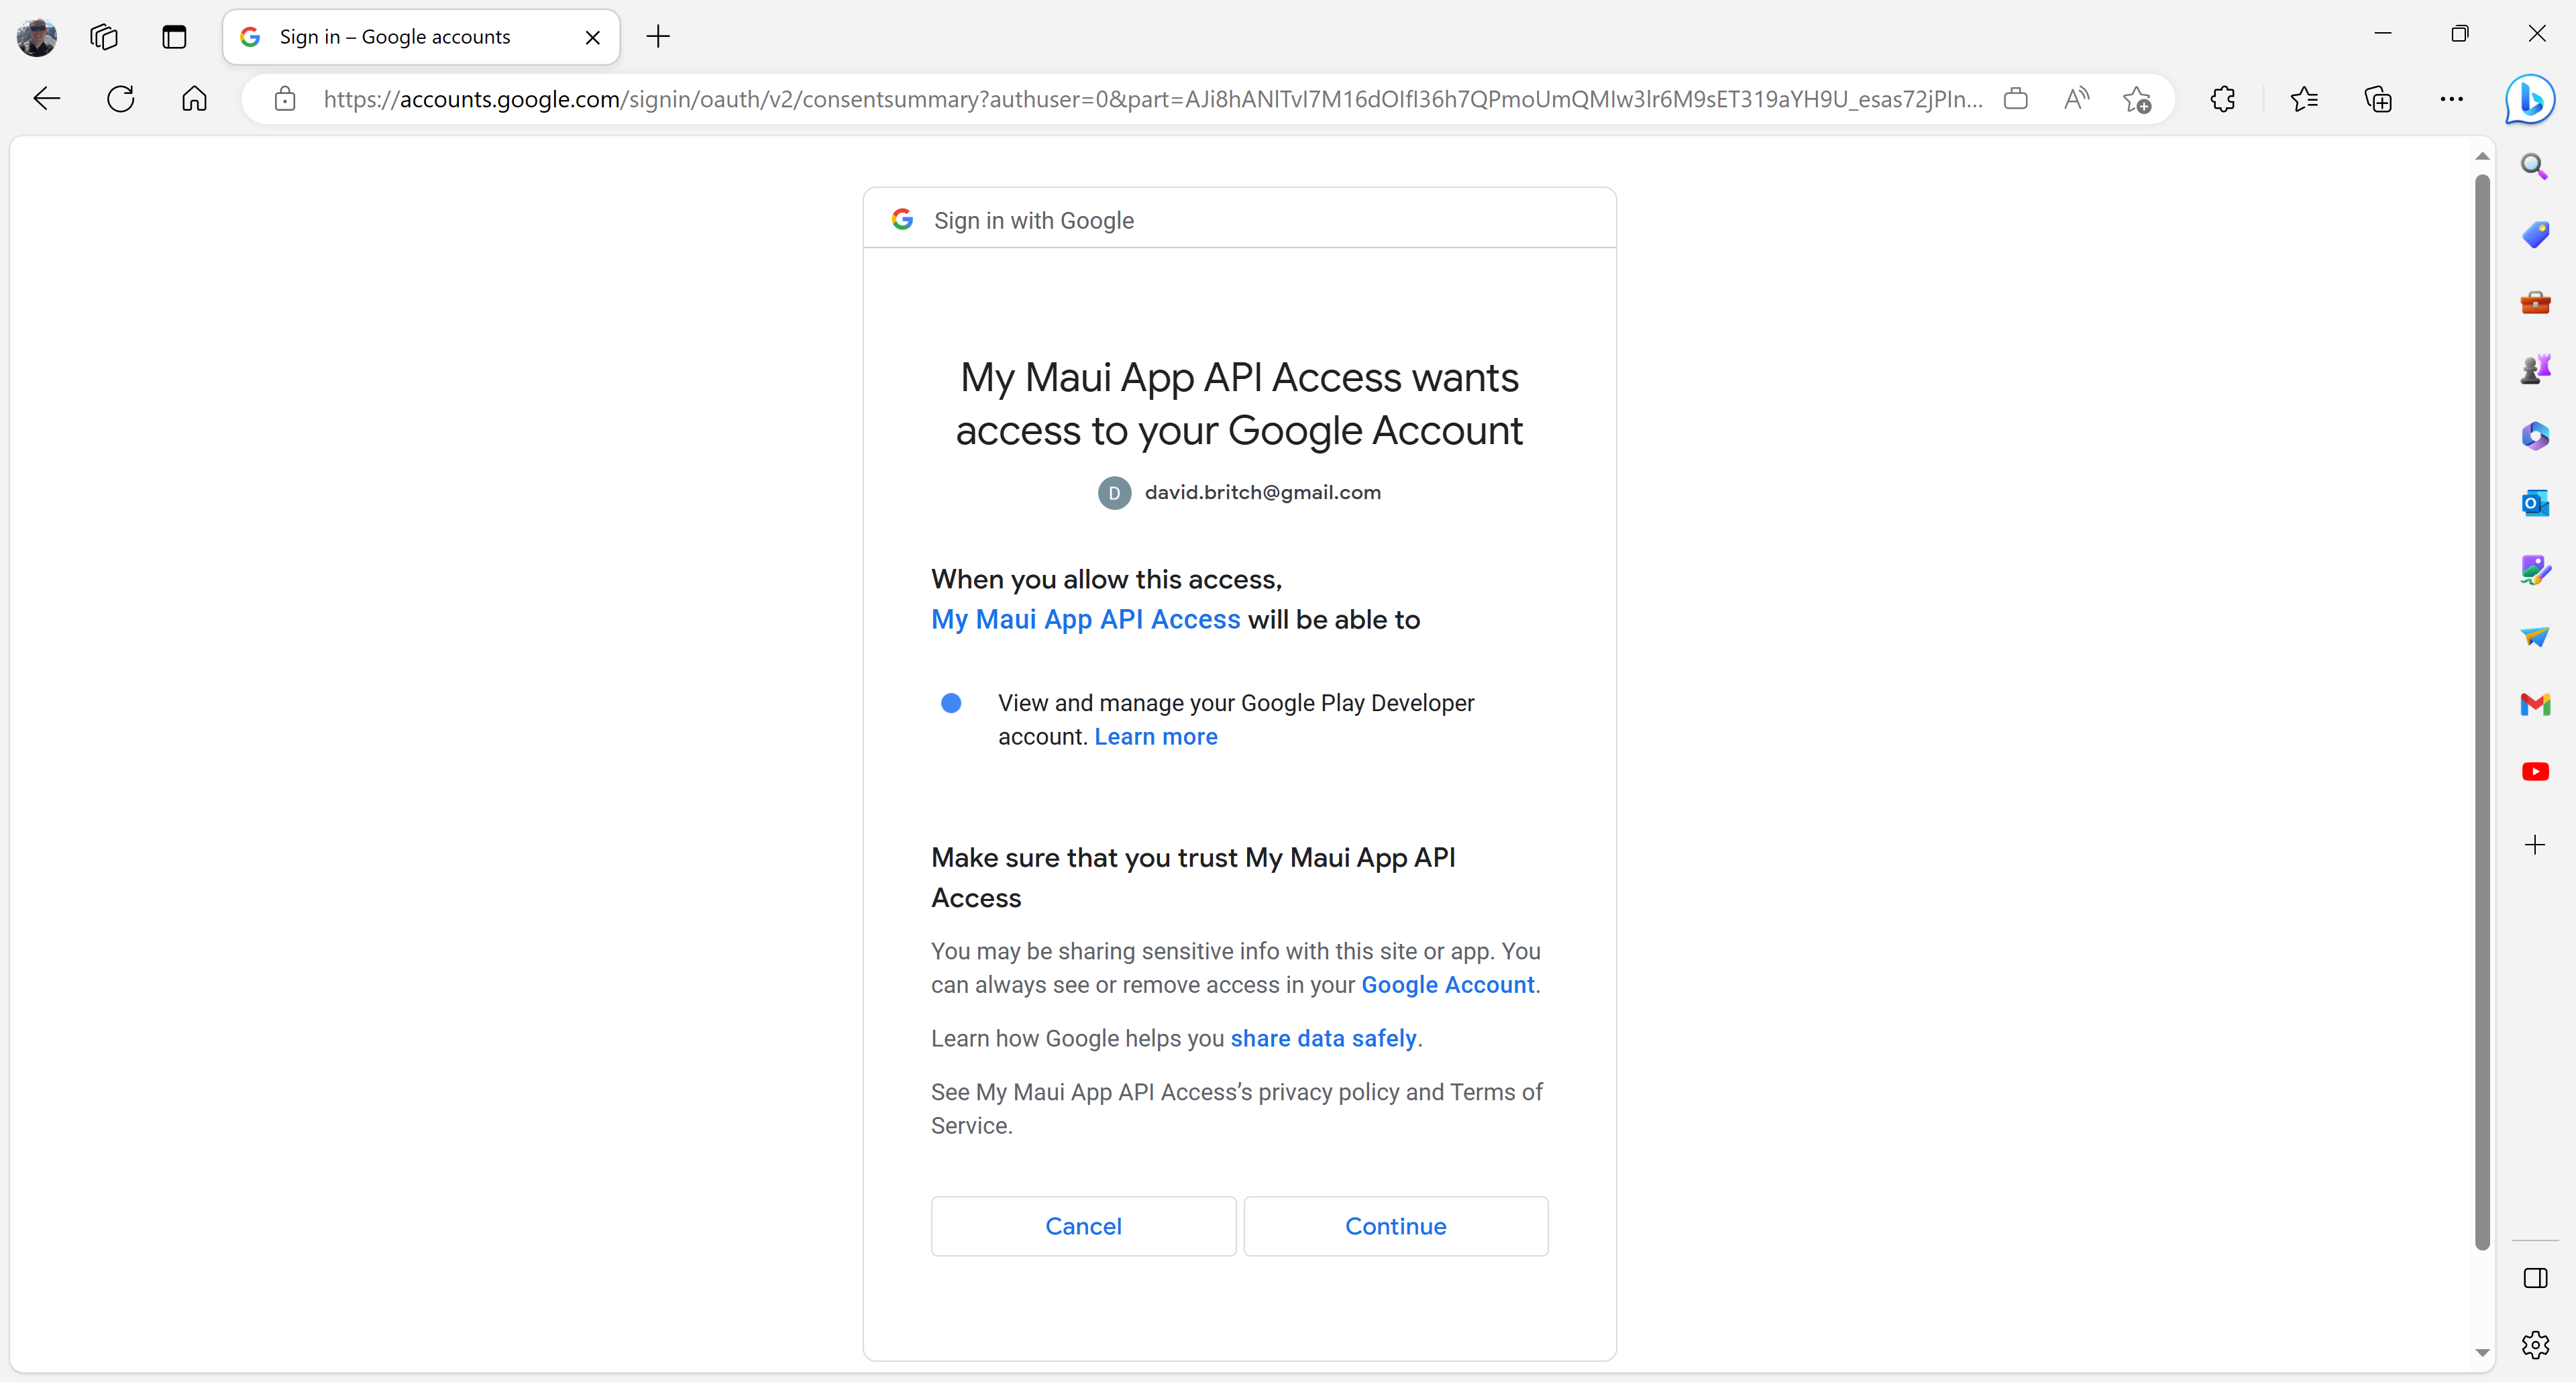 Sign in – Google accounts
https://accounts.google.com/signin/oauth/v2/consentsummary?authuser=0&part=AJi8hANlTvI7M16dOIfI36h7QPmoUmQMIw3Ir6M9sET319aYH9U_esas72jPIn...
Sign in with Google
My Maui App API Access wants
access to your Google Account
D david.britch@gmail.com
When you allow this access,
My Maui App API Access will be able to
View and manage your Google Play Developer
account. Learn more
Make sure that you trust My Maui App API
Access
You may be sharing sensitive info with this site or app. You
can always see or remove access in your Google Account.
Learn how Google helps you share data safely.
See My Maui App API Access’s privacy policy and Terms of
Service.
Cancel Continue